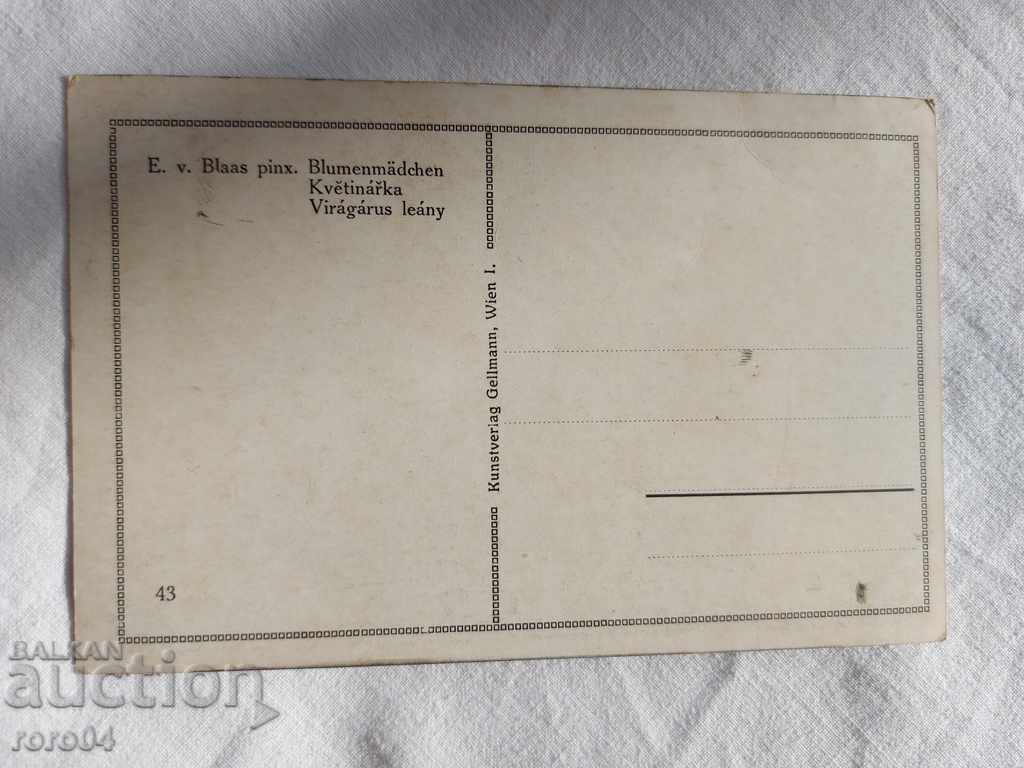 E. v. Blaas pinx. Blumenmädchen
Květinářka
Virágárus leány
Kunstverlag Gellmann, Wien I.
43
BALKAN
auction
roro04